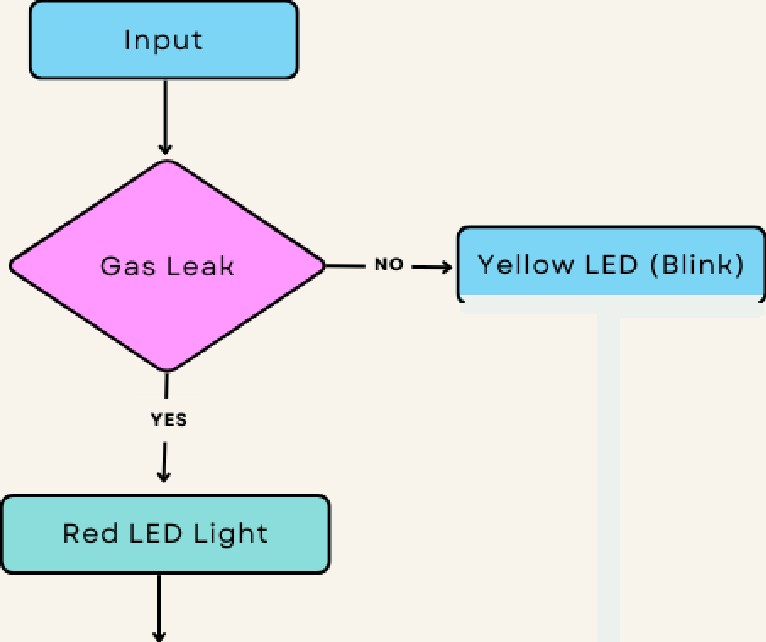 Input
Gas Leak
NO
Yellow LED (Blink)
YES
Red LED Light